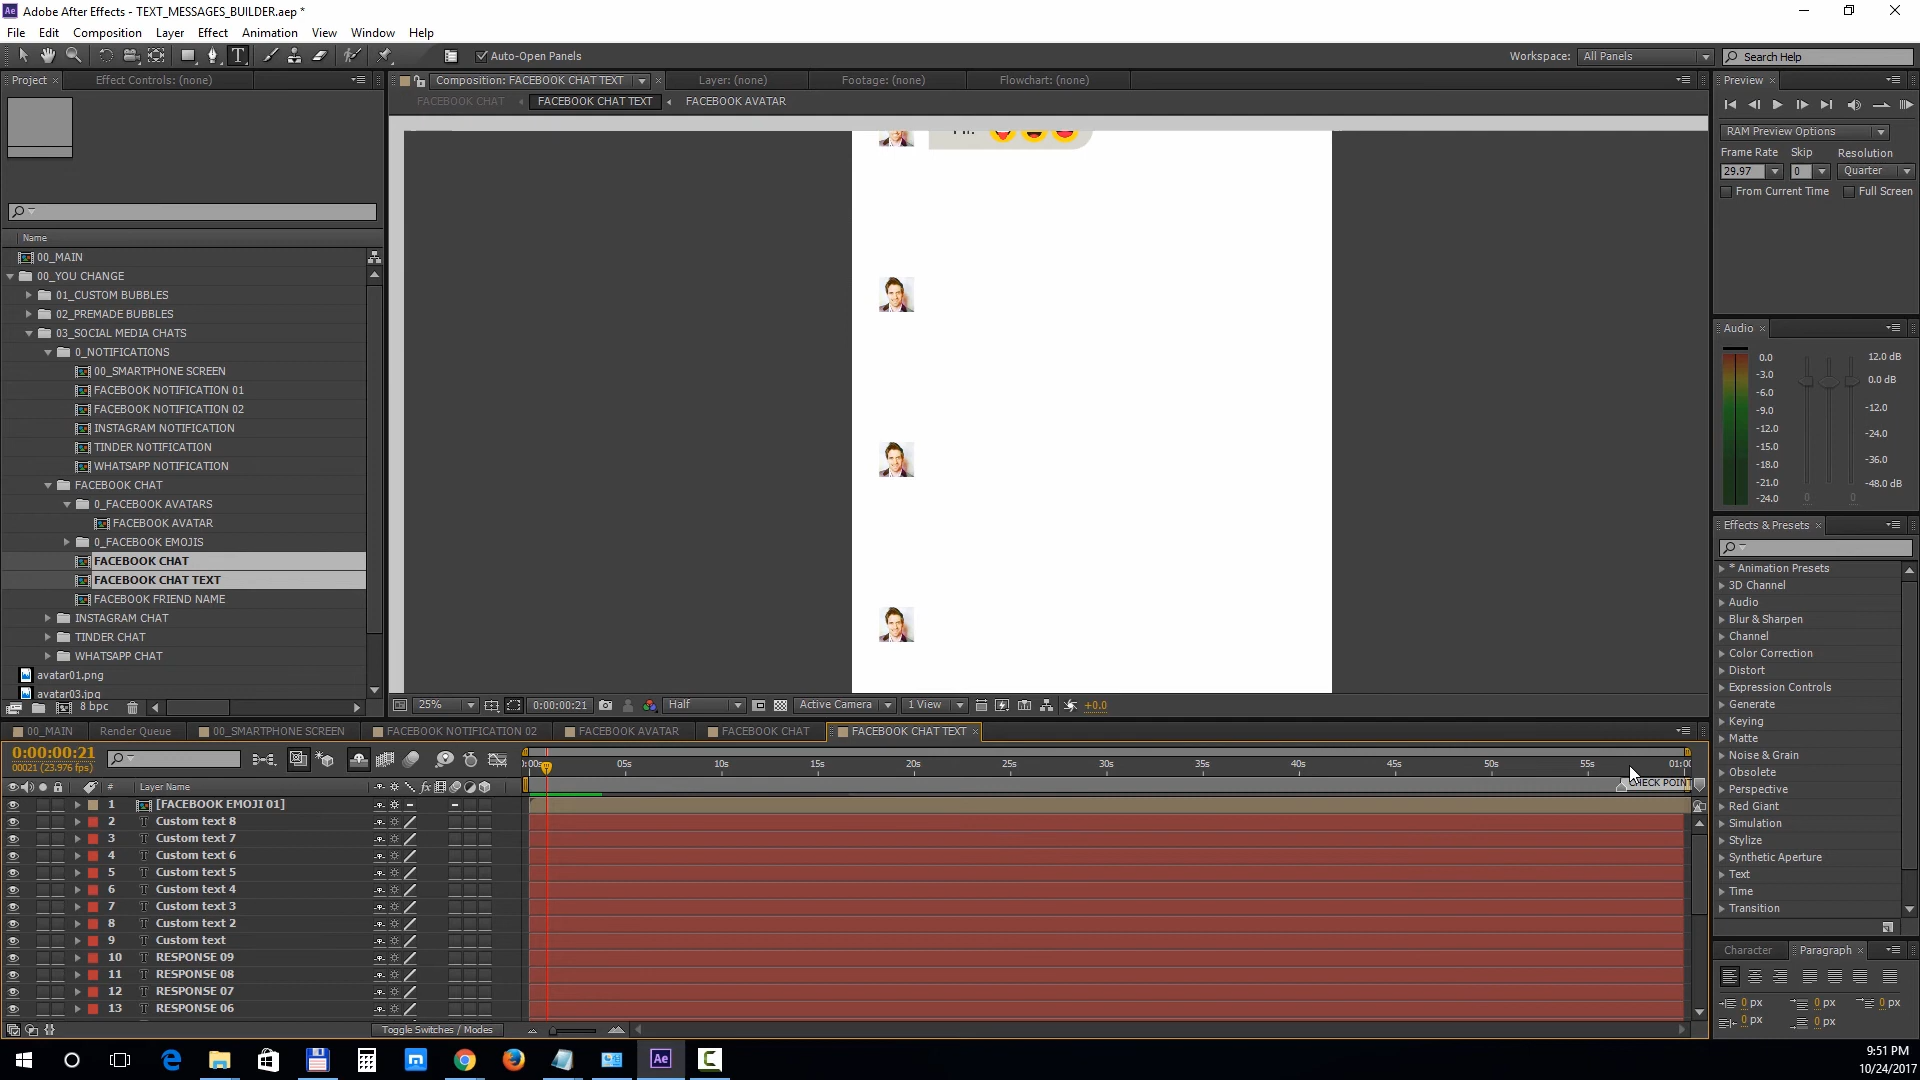 Adobe After Effects - TEXT_MESSAGES_BUILDER.aep *
File Edit Composition Layer Effect Animation View Window Help
Auto-Open Panels
Workspace: All Panels
Search Help
Project
Effect Controls: (none)
Composition: FACEBOOK CHAT TEXT
Layer: (none)
Footage: (none)
Flowchart: (none)
FACEBOOK CHAT
FACEBOOK CHAT TEXT
FACEBOOK AVATAR
Name
00_MAIN
00_YOU CHANGE
01_CUSTOM BUBBLES
02_PREMADE BUBBLES
03_SOCIAL MEDIA CHATS
0_NOTIFICATIONS
00_SMARTPHONE SCREEN
FACEBOOK NOTIFICATION 01
FACEBOOK NOTIFICATION 02
INSTAGRAM NOTIFICATION
TINDER NOTIFICATION
WHATSAPP NOTIFICATION
FACEBOOK CHAT
0_FACEBOOK AVATARS
FACEBOOK AVATAR
0_FACEBOOK EMOJIS
FACEBOOK CHAT
FACEBOOK CHAT TEXT
FACEBOOK FRIEND NAME
INSTAGRAM CHAT
TINDER CHAT
WHATSAPP CHAT
avatar01.png
avatar03.jpg
8 bpc
25%
0:00:00:21
Half
Active Camera
1 View
+0.0
Preview
RAM Preview Options
Frame Rate Skip Resolution
29.97 0 Quarter
From Current Time Full Screen
Audio
0.0
-3.0
-6.0
-9.0
-12.0
-15.0
-18.0
-21.0
-24.0
12.0 dB
0.0 dB
-12.0
-24.0
-36.0
-48.0 dB
0 0
Effects & Presets
* Animation Presets
3D Channel
Audio
Blur & Sharpen
Channel
Color Correction
Distort
Expression Controls
Generate
Keying
Matte
Noise & Grain
Obsolete
Perspective
Red Giant
Simulation
Stylize
Synthetic Aperture
Text
Time
Transition
Character
Paragraph
0 px 0 px 0 px
0 px 0 px
00_MAIN
Render Queue
00_SMARTPHONE SCREEN
FACEBOOK NOTIFICATION 02
FACEBOOK AVATAR
FACEBOOK CHAT
FACEBOOK CHAT TEXT
0:00:00:21
00021 (23.976 fps)
05s 10s 15s 20s 25s 30s 35s 40s 45s 50s 55s
CHECK POINT
# Layer Name
1 [FACEBOOK EMOJI 01]
2 Custom text 8
3 Custom text 7
4 Custom text 6
5 Custom text 5
6 Custom text 4
7 Custom text 3
8 Custom text 2
9 Custom text
10 RESPONSE 09
11 RESPONSE 08
12 RESPONSE 07
13 RESPONSE 06
Toggle Switches / Modes
9:51 PM
10/24/2017